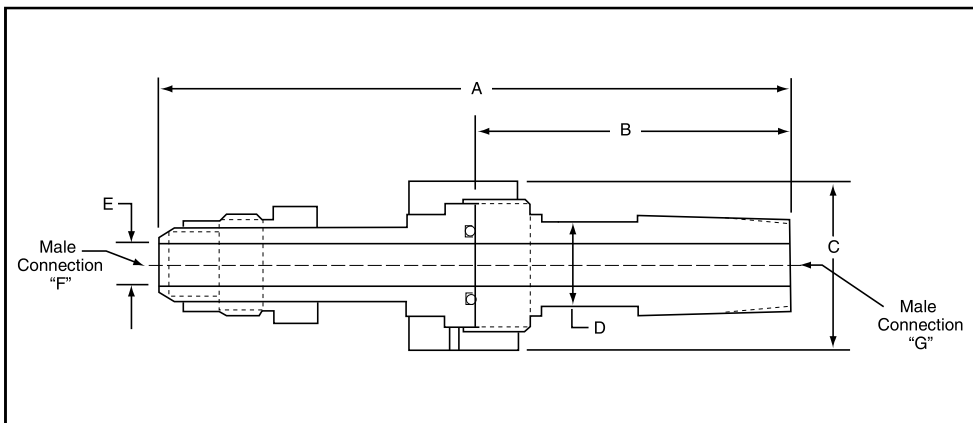 A
B
E
Male
Connection
“F”
C
D
Male
Connection
“G”